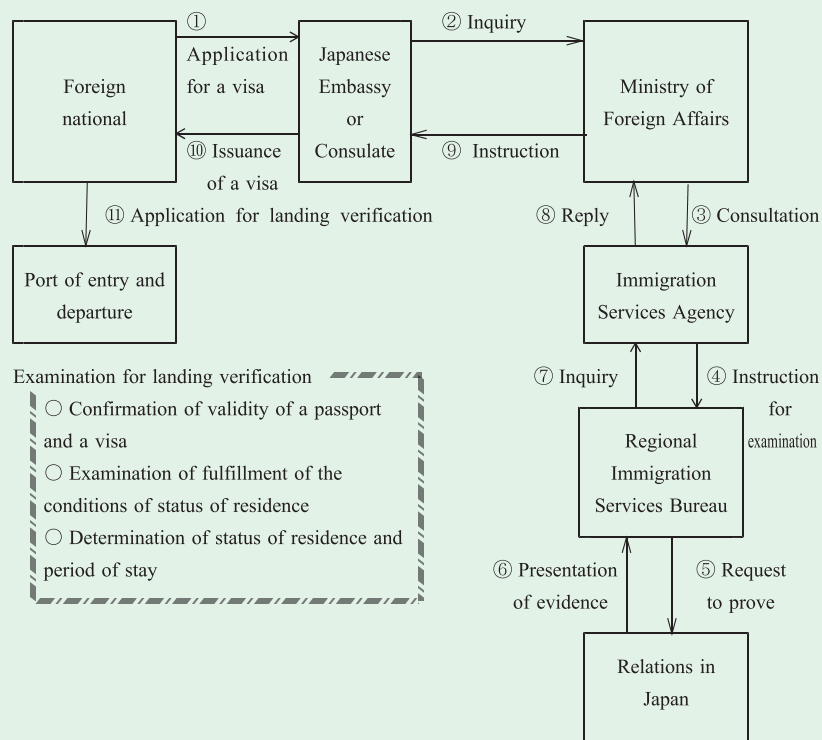 ①
Application
for a visa
② Inquiry
Foreign
national
Japanese
Embassy
or
Consulate
Ministry of
Foreign Affairs
⑩ Issuance
of a visa
⑨ Instruction
⑪ Application for landing verification
⑧ Reply
③ Consultation
Port of entry and
departure
Immigration
Services Agency
Examination for landing verification
○ Confirmation of validity of a passport
and a visa
○ Examination of fulfillment of the
conditions of status of residence
○ Determination of status of residence and
period of stay
⑦ Inquiry
④ Instruction
for
examination
Regional
Immigration
Services Bureau
⑥ Presentation
of evidence
⑤ Request
to prove
Relations in
Japan